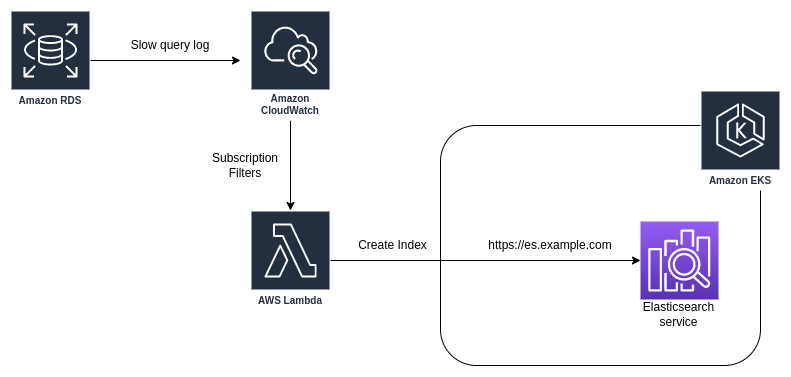 Slow query log
Amazon RDS
Amazon
CloudWatch
Subscription
Filters
K
Amazon EKS
Create Index
https://es.example.com
AWS Lambda
Elasticsearch
service